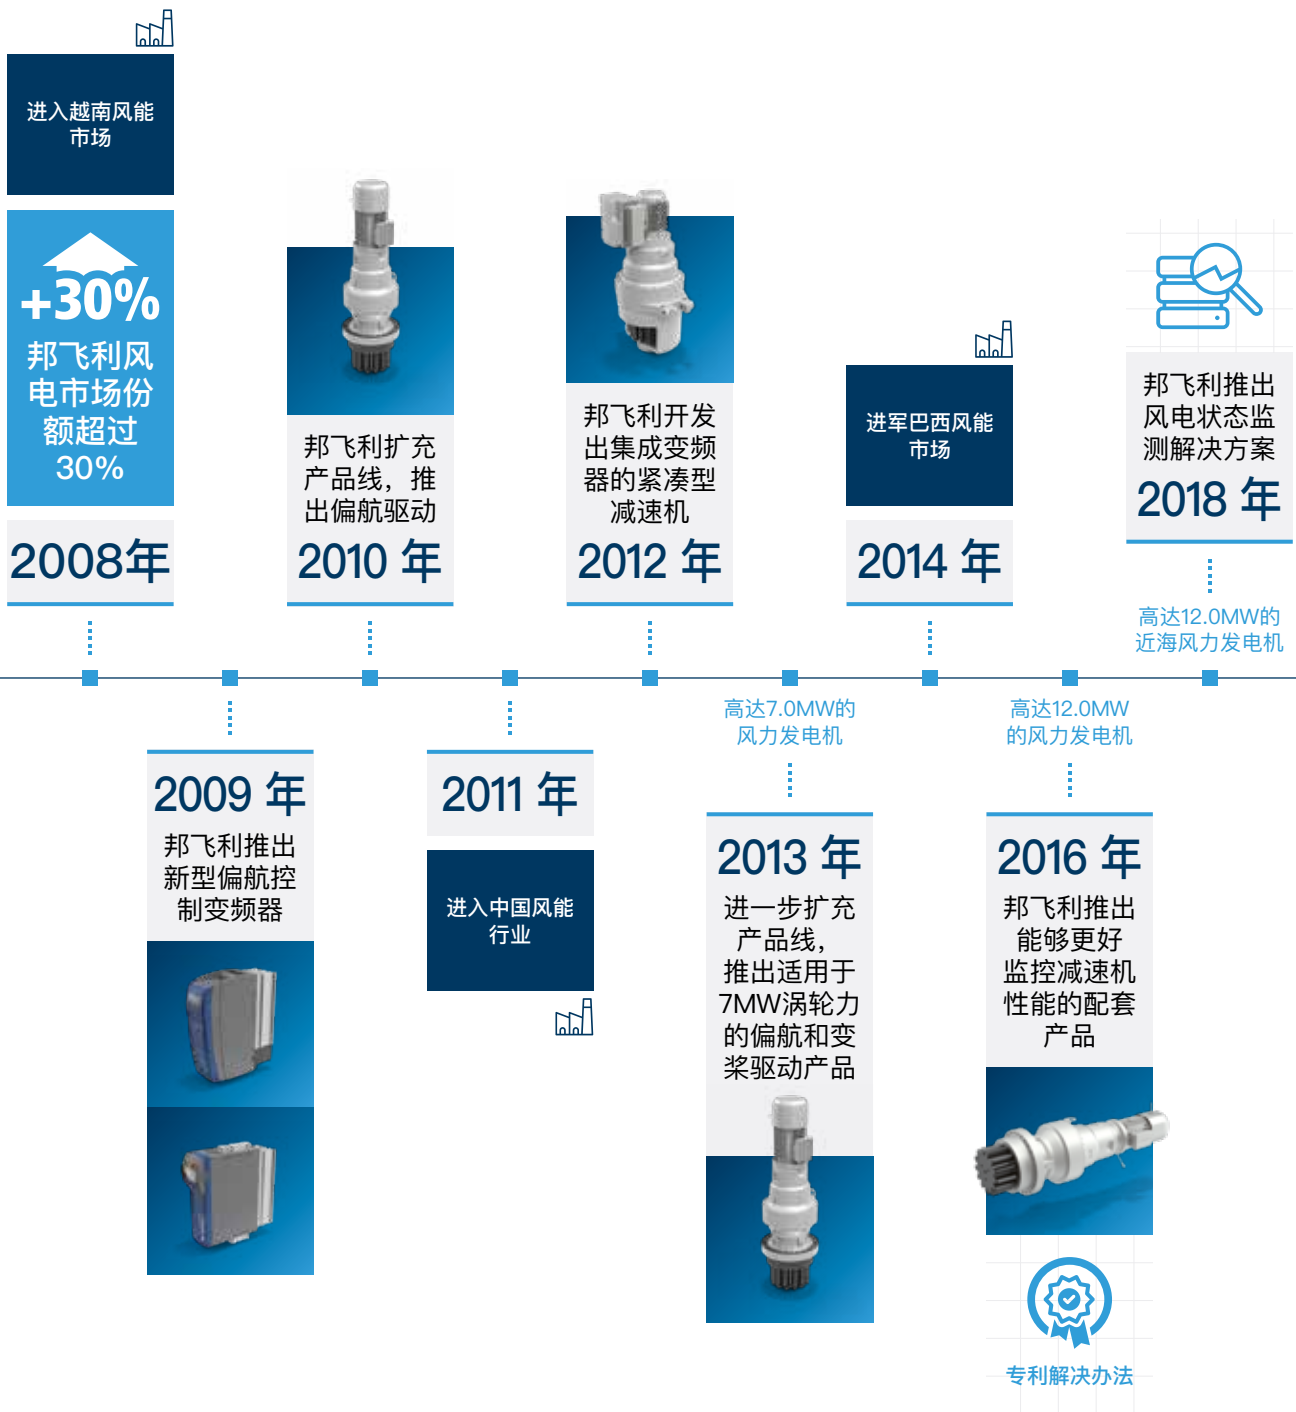 进入越南风能
市场
+30%
邦飞利风
电市场份
额超过
30%
2008年
2009 年
邦飞利推出
新型偏航控
制变频器
邦飞利扩充
产品线，推
出偏航驱动
2010 年
2011 年
进入中国风能
行业
邦飞利开发
出集成变频
器的紧凑型
减速机
2012 年
高达7.0MW的
风力发电机
2013 年
进一步扩充
产品线，
推出适用于
7MW涡轮力
的偏航和变
桨驱动产品
进军巴西风能
市场
2014 年
高达12.0MW
的风力发电机
2016 年
邦飞利推出
能够更好
监控减速机
性能的配套
产品
专利解决办法
邦飞利推出
风电状态监
测解决方案
2018 年
高达12.0MW的
近海风力发电机